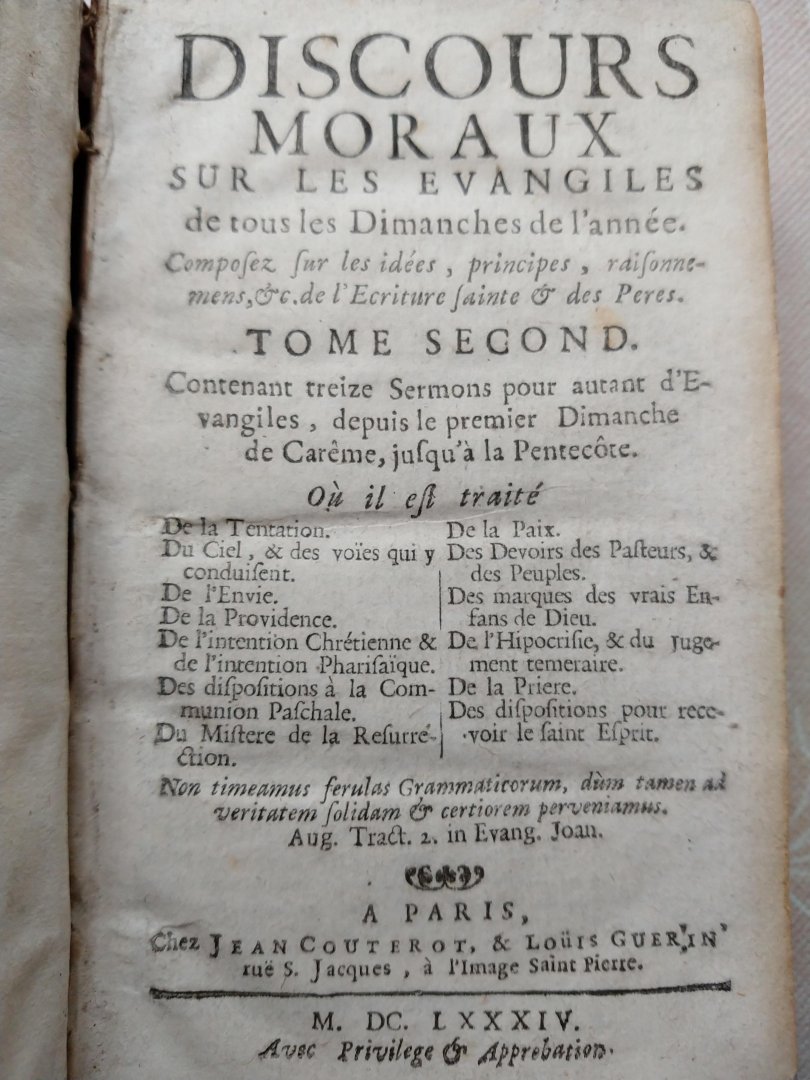 DISCOURS
MORAUX
SUR LES EVANGILES
de tous les Dimanches de l'année.
Compoſez ſur les idées, principes, raiſonne-
mens, &c. de l'Ecriture ſainte & des Peres.
TOME SECOND.
Contenant treize Sermons pour autant d'E-
vangiles, depuis le premier Dimanche
de Carême, juſqu'à la Pentecôte.
Où il eſt traité
De la Tentation.
Du Ciel, & des voïes qui y
conduiſent.
De l'Envie.
De la Providence.
De l'intention Chrétienne &
de l'intention Phariſaïque.
Des diſpoſitions à la Com-
munion Paſchale.
Du Miſtere de la Reſurré-
ction.
De la Paix.
Des Devoirs des Paſteurs, &
des Peuples.
Des marques des vrais En-
fans de Dieu.
De l'Hipocriſie, & du juge-
ment temeraire.
De la Priere.
Des diſpoſitions pour rece-
voir le ſaint Eſprit.
Non timeamus ferulas Grammaticorum, dùm tamen ad
veritatem ſolidam & certiorem perveniamus.
Aug. Tract. 2. in Evang. Joan.
A PARIS,
Chez JEAN COUTEROT, & LOÜIS GUERIN
ruë S. Jacques, à l'Image Saint Pierre.
M. DC. LXXXIV.
Avec Privilege & Approbation.